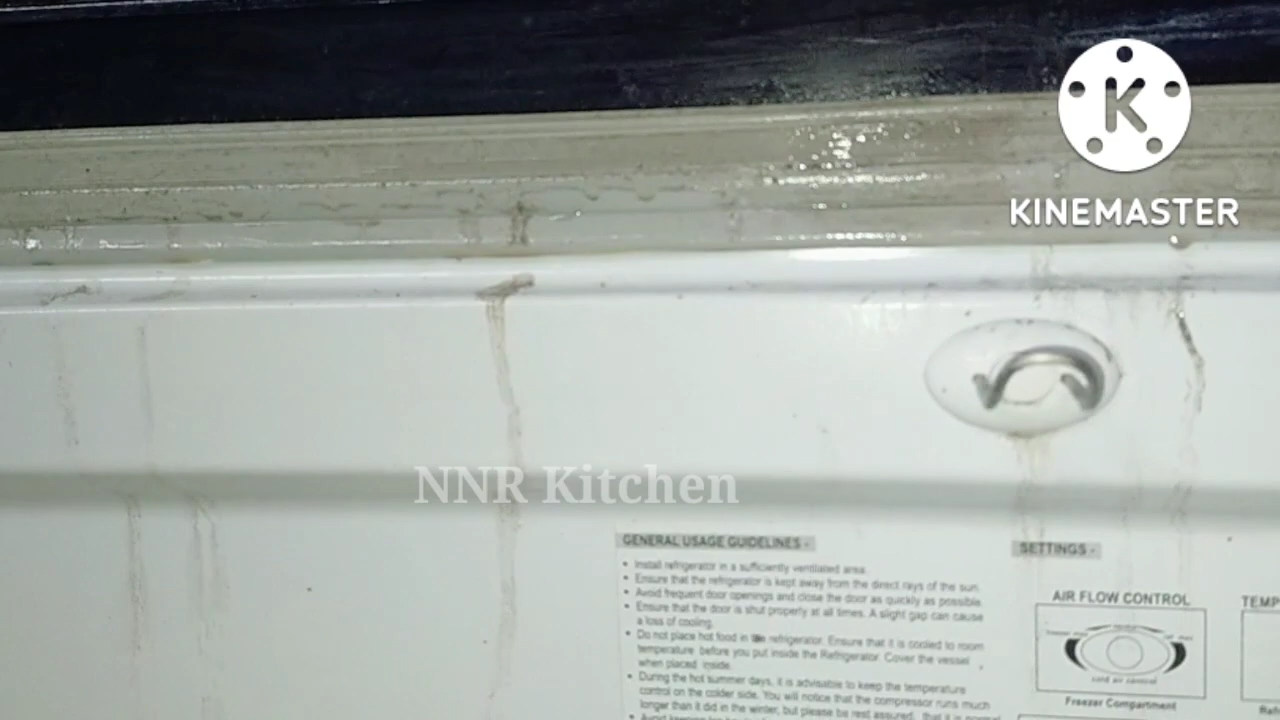 K
KINEMASTER
NNR Kitchen
GENERAL USAGE GUIDELINES -
• Install refrigerator in a sufficiently ventilated area.
• Ensure that the refrigerator is kept away from the direct rays of the sun.
• Avoid frequent door openings and close the door as quickly as possible.
• Ensure that the door is shut properly at all times. A slight gap can cause
a loss of cooling.
• Do not place hot food in the refrigerator. Ensure that it is cooled to room
temperature before you put inside the Refrigerator. Cover the vessel
when placed inside.
• During the hot summer days, it is advisable to keep the temperature
control on the colder side. You will notice that the compressor runs much
longer than it did in the winter, but please be rest assured, that it is normal
SETTINGS -
AIR FLOW CONTROL
cold air control
Freezer Compartment
TEMP